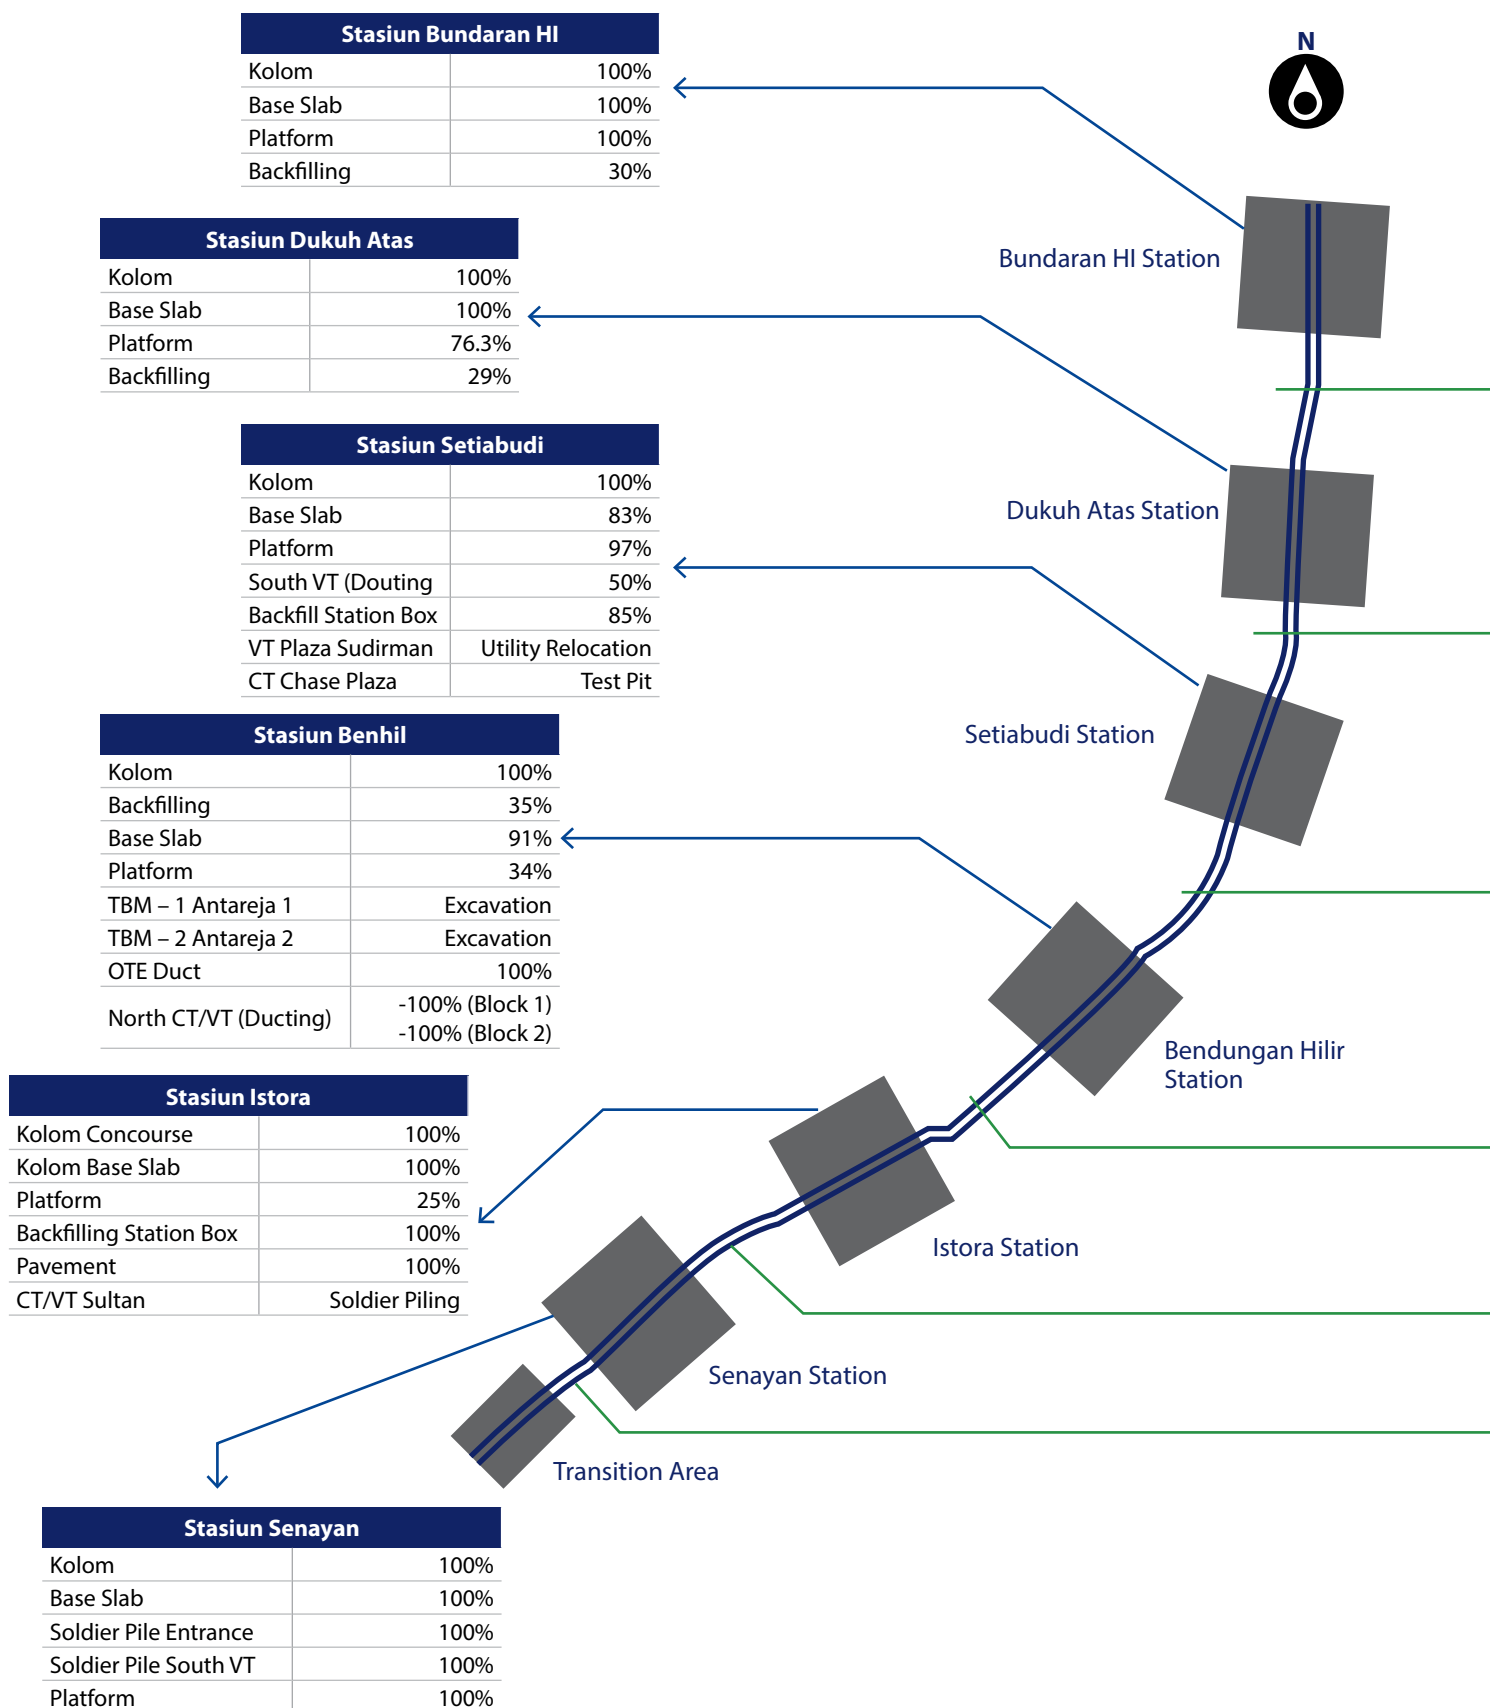 Stasiun Bundaran HI
Kolom 100%
Base Slab 100%
Platform 100%
Backfilling 30%
N
Bundaran HI Station
Stasiun Dukuh Atas
Kolom 100%
Base Slab 100%
Platform 76.3%
Backfilling 29%
Dukuh Atas Station
Stasiun Setiabudi
Kolom 100%
Base Slab 83%
Platform 97%
South VT (Douting 50%
Backfill Station Box 85%
VT Plaza Sudirman Utility Relocation
CT Chase Plaza Test Pit
Setiabudi Station
Stasiun Benhil
Kolom 100%
Backfilling 35%
Base Slab 91%
Platform 34%
TBM – 1 Antareja 1 Excavation
TBM – 2 Antareja 2 Excavation
OTE Duct 100%
North CT/VT (Ducting) -100% (Block 1)
-100% (Block 2)
Bendungan Hilir
Station
Stasiun Istora
Kolom Concourse 100%
Kolom Base Slab 100%
Platform 25%
Backfilling Station Box 100%
Pavement 100%
CT/VT Sultan Soldier Piling
Istora Station
Senayan Station
Transition Area
Stasiun Senayan
Kolom 100%
Base Slab 100%
Soldier Pile Entrance 100%
Soldier Pile South VT 100%
Platform 100%